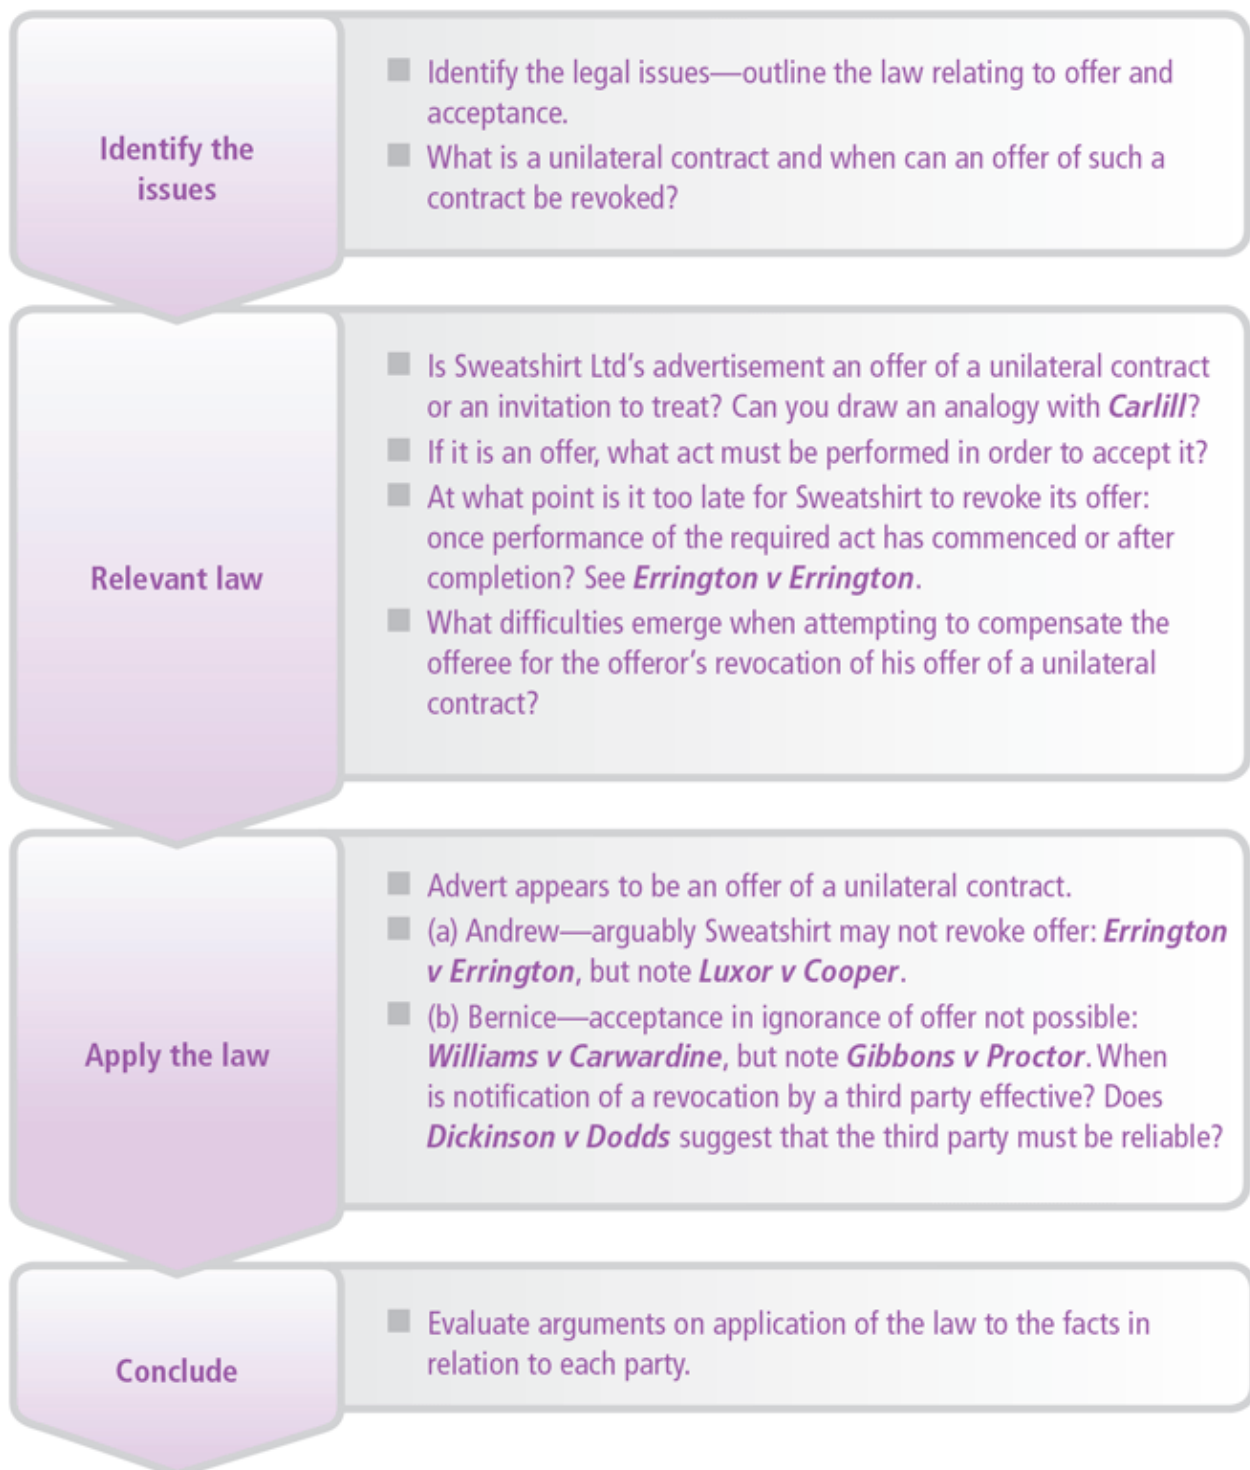 Identify the
issues
Identify the legal issues—outline the law relating to offer and
acceptance.
What is a unilateral contract and when can an offer of such a
contract be revoked?
Relevant law
Is Sweatshirt Ltd's advertisement an offer of a unilateral contract
or an invitation to treat? Can you draw an analogy with Carlill?
If it is an offer, what act must be performed in order to accept it?
At what point is it too late for Sweatshirt to revoke its offer:
once performance of the required act has commenced or after
completion? See Errington v Errington.
What difficulties emerge when attempting to compensate the
offeree for the offeror's revocation of his offer of a unilateral
contract?
Apply the law
Advert appears to be an offer of a unilateral contract.
(a) Andrew—arguably Sweatshirt may not revoke offer: Errington
v Errington, but note Luxor v Cooper.
(b) Bernice—acceptance in ignorance of offer not possible:
Williams v Carwardine, but note Gibbons v Proctor. When
is notification of a revocation by a third party effective? Does
Dickinson v Dodds suggest that the third party must be reliable?
Conclude
Evaluate arguments on application of the law to the facts in
relation to each party.